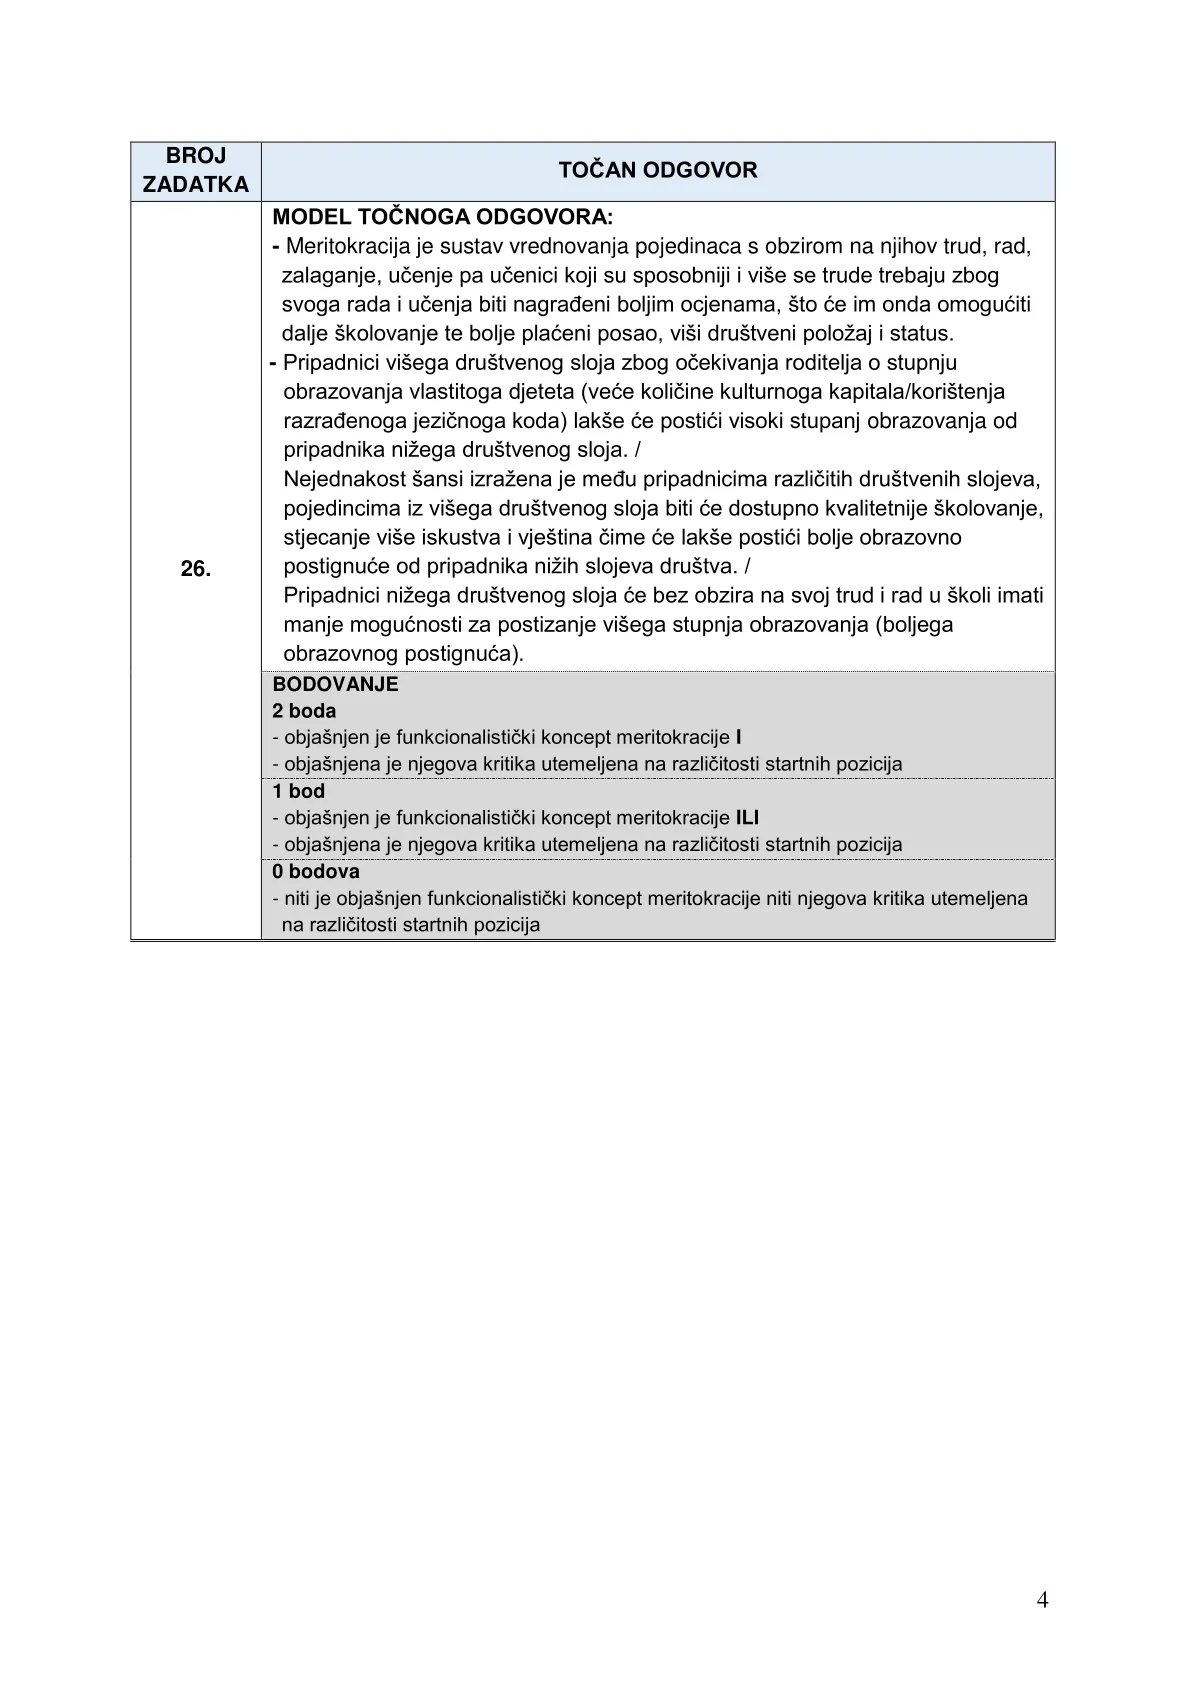 BROJ
ZADATKA
TOČAN ODGOVOR
26.
MODEL TOČNOGA ODGOVORA:
- Meritokracija je sustav vrednovanja pojedinaca s obzirom na njihov trud, rad,
zalaganje, učenje pa učenici koji su sposobniji i više se trude trebaju zbog
svoga rada i učenja biti nagrađeni boljim ocjenama, što će im onda omogućiti
dalje školovanje te bolje plaćeni posao, viši društveni položaj i status.
- Pripadnici višega društvenog sloja zbog očekivanja roditelja o stupnju
obrazovanja vlastitoga djeteta (veće količine kulturnoga kapitala/korištenja
razrađenoga jezičnoga koda) lakše će postići visoki stupanj obrazovanja od
pripadnika nižega društvenog sloja. /
Nejednakost šansi izražena je među pripadnicima različitih društvenih slojeva,
pojedincima iz višega društvenog sloja biti će dostupno kvalitetnije školovanje,
stjecanje više iskustva i vještina čime će lakše postići bolje obrazovno
postignuće od pripadnika nižih slojeva društva. /
Pripadnici nižega društvenog sloja će bez obzira na svoj trud i rad u školi imati
manje mogućnosti za postizanje višega stupnja obrazovanja (boljega
obrazovnog postignuća).
BODOVANJE
2 boda
- objašnjen je funkcionalistički koncept meritokracije I
- objašnjena je njegova kritika utemeljena na različitosti startnih pozicija
1 bod
- objašnjen je funkcionalistički koncept meritokracije ILI
- objašnjena je njegova kritika utemeljena na različitosti startnih pozicija
0 bodova
- niti je objašnjen funkcionalistički koncept meritokracije niti njegova kritika utemeljena
na različitosti startnih pozicija
4